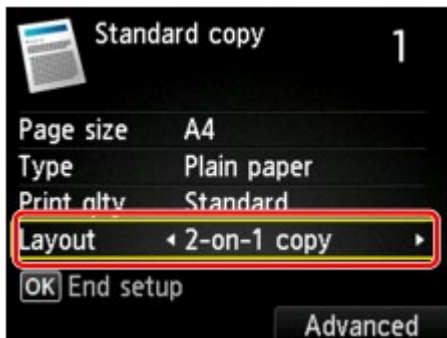 Standard copy 1
Page size A4
Type Plain paper
Print qlty Standard
Layout 2-on-1 copy
OK End setup
Advanced